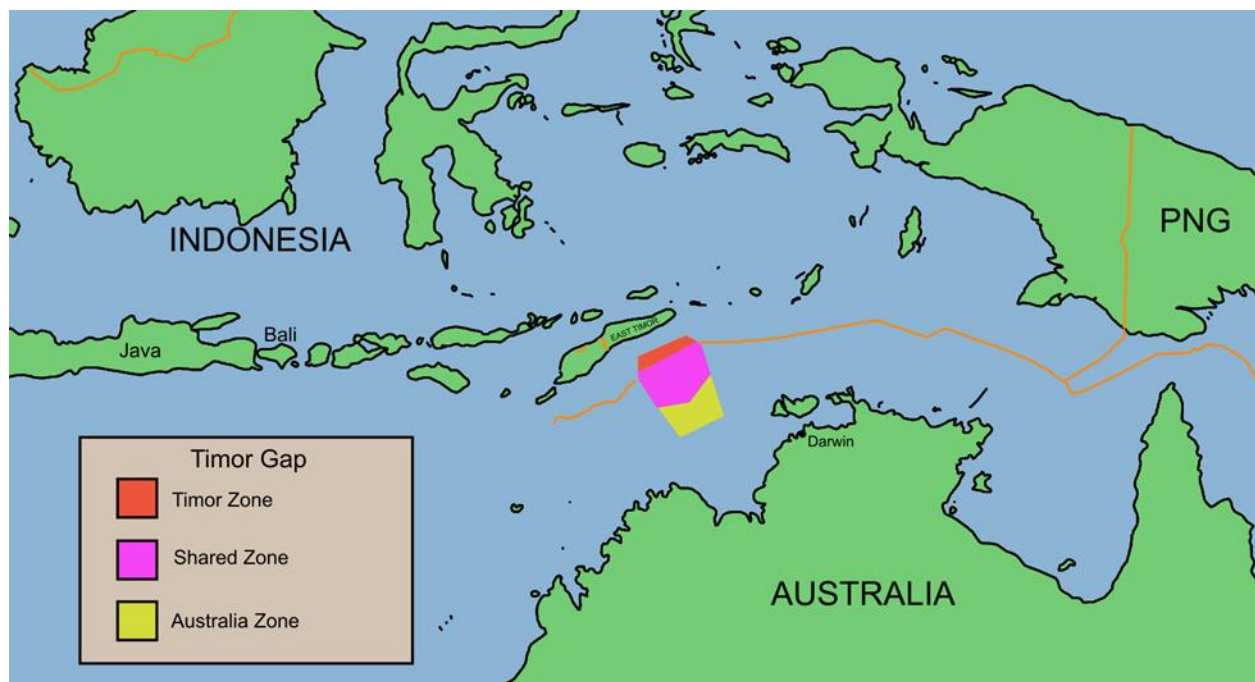 INDONESIA
PNG
Bali
Java
EAST TIMOR
Darwin
AUSTRALIA
Timor Gap
Timor Zone
Shared Zone
Australia Zone